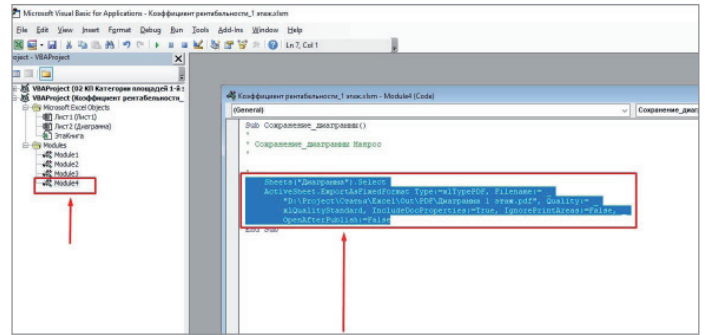 Microsoft Visual Basic for Applications - Коэффициент рентабельности_1 этаж.xlsm
File Edit View Insert Format Debug Run Tools Add-Ins Window Help
Ln 7, Col 1
oject - VBAProject
VBAProject (02 КП Категории площадей 1-й
VBAProject (Коэффициент рентабельности_
Microsoft Excel Objects
Лист1 (Лист1)
Лист2 (Диаграмма)
ЭтаКнига
Modules
Module1
Module2
Module3
Module4
Коэффициент рентабельности_1 этаж.xlsm - Module4 (Code)
(General)
Сохранение_диаг
Sub Сохранение_диаграммы()
'
' Сохранение_диаграммы Макрос
'
'
Sheets("Диаграмма").Select
ActiveSheet.ExportAsFixedFormat Type:=xlTypePDF, Filename:= _
"D:\Project\Статья\Excel\Out\PDF\Диаграмма 1 этаж.pdf", Quality:= _
xlQualityStandard, IncludeDocProperties:=True, IgnorePrintAreas:=False, _
OpenAfterPublish:=False
End Sub